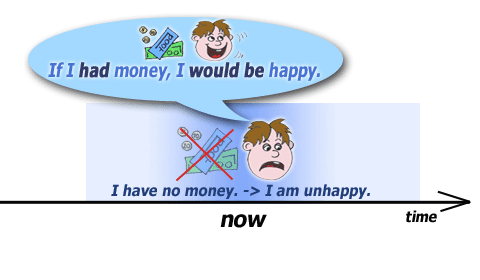 If I had money, I would be happy.
I have no money. -> I am unhappy.
now
time